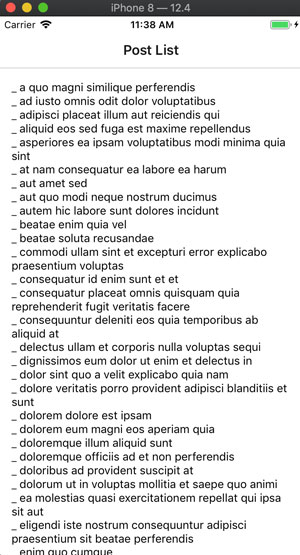 iPhone 8 — 12.4
Carrier 11:38 AM
Post List
_ a quo magni similique perferendis
_ ad iusto omnis odit dolor voluptatibus
_ adipisci placeat illum aut reiciendis qui
_ aliquid eos sed fuga est maxime repellendus
_ asperiores ea ipsam voluptatibus modi minima quia
sint
_ at nam consequatur ea labore ea harum
_ aut amet sed
_ aut quo modi neque nostrum ducimus
_ autem hic labore sunt dolores incidunt
_ beatae enim quia vel
_ beatae soluta recusandae
_ commodi ullam sint et excepturi error explicabo
praesentium voluptas
_ consequatur id enim sunt et et
_ consequatur placeat omnis quisquam quia
reprehenderit fugit veritatis facere
_ consequuntur deleniti eos quia temporibus ab
aliquid at
_ delectus ullam et corporis nulla voluptas sequi
_ dignissimos eum dolor ut enim et delectus in
_ dolor sint quo a velit explicabo quia nam
_ dolore veritatis porro provident adipisci blanditiis et
sunt
_ dolorem dolore est ipsam
_ dolorem eum magni eos aperiam quia
_ doloremque illum aliquid sunt
_ doloremque officiis ad et non perferendis
_ doloribus ad provident suscipit at
_ dolorum ut in voluptas mollitia et saepe quo animi
_ ea molestias quasi exercitationem repellat qui ipsa
sit aut
_ eligendi iste nostrum consequuntur adipisci
praesentium sit beatae perferendis
_ enim quo cumque